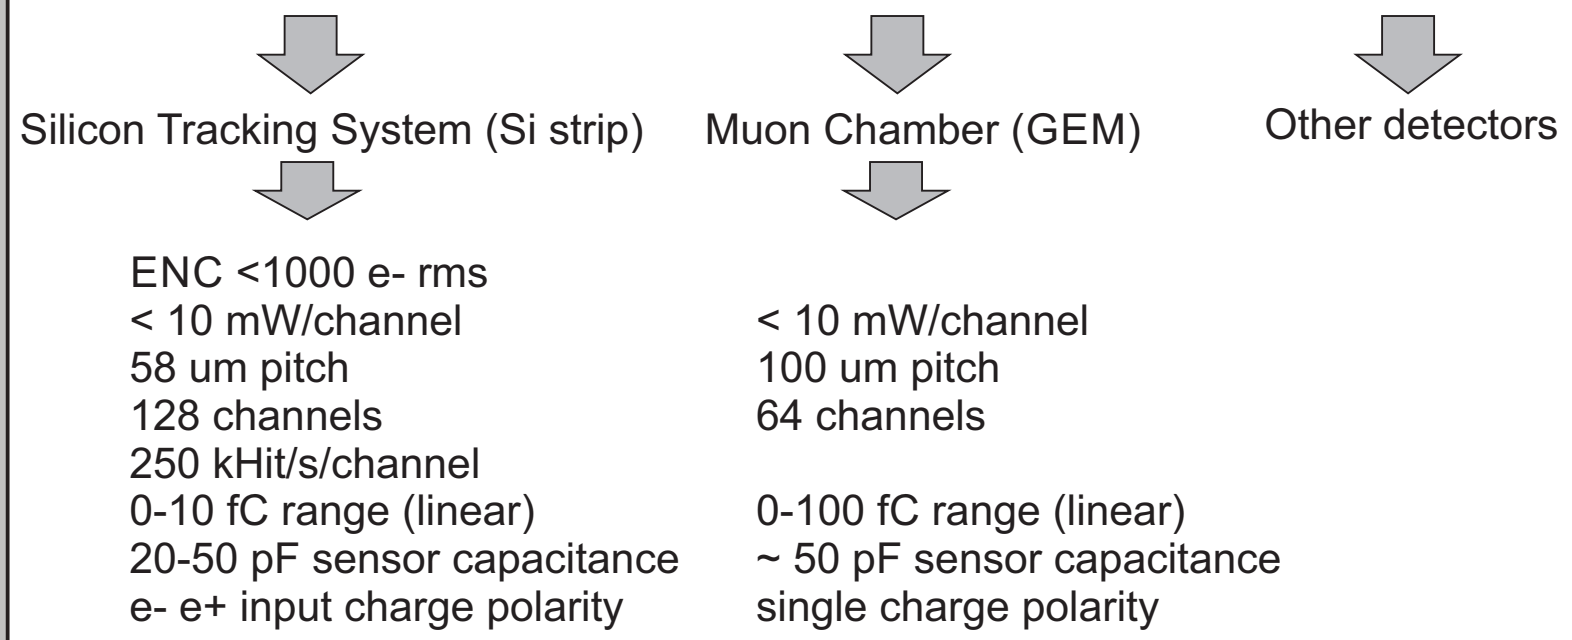 Silicon Tracking System (Si strip)
Muon Chamber (GEM)
Other detectors
ENC <1000 e- rms
< 10 mW/channel
58 um pitch
128 channels
250 kHit/s/channel
0-10 fC range (linear)
20-50 pF sensor capacitance
e- e+ input charge polarity
< 10 mW/channel
100 um pitch
64 channels
0-100 fC range (linear)
~ 50 pF sensor capacitance
single charge polarity